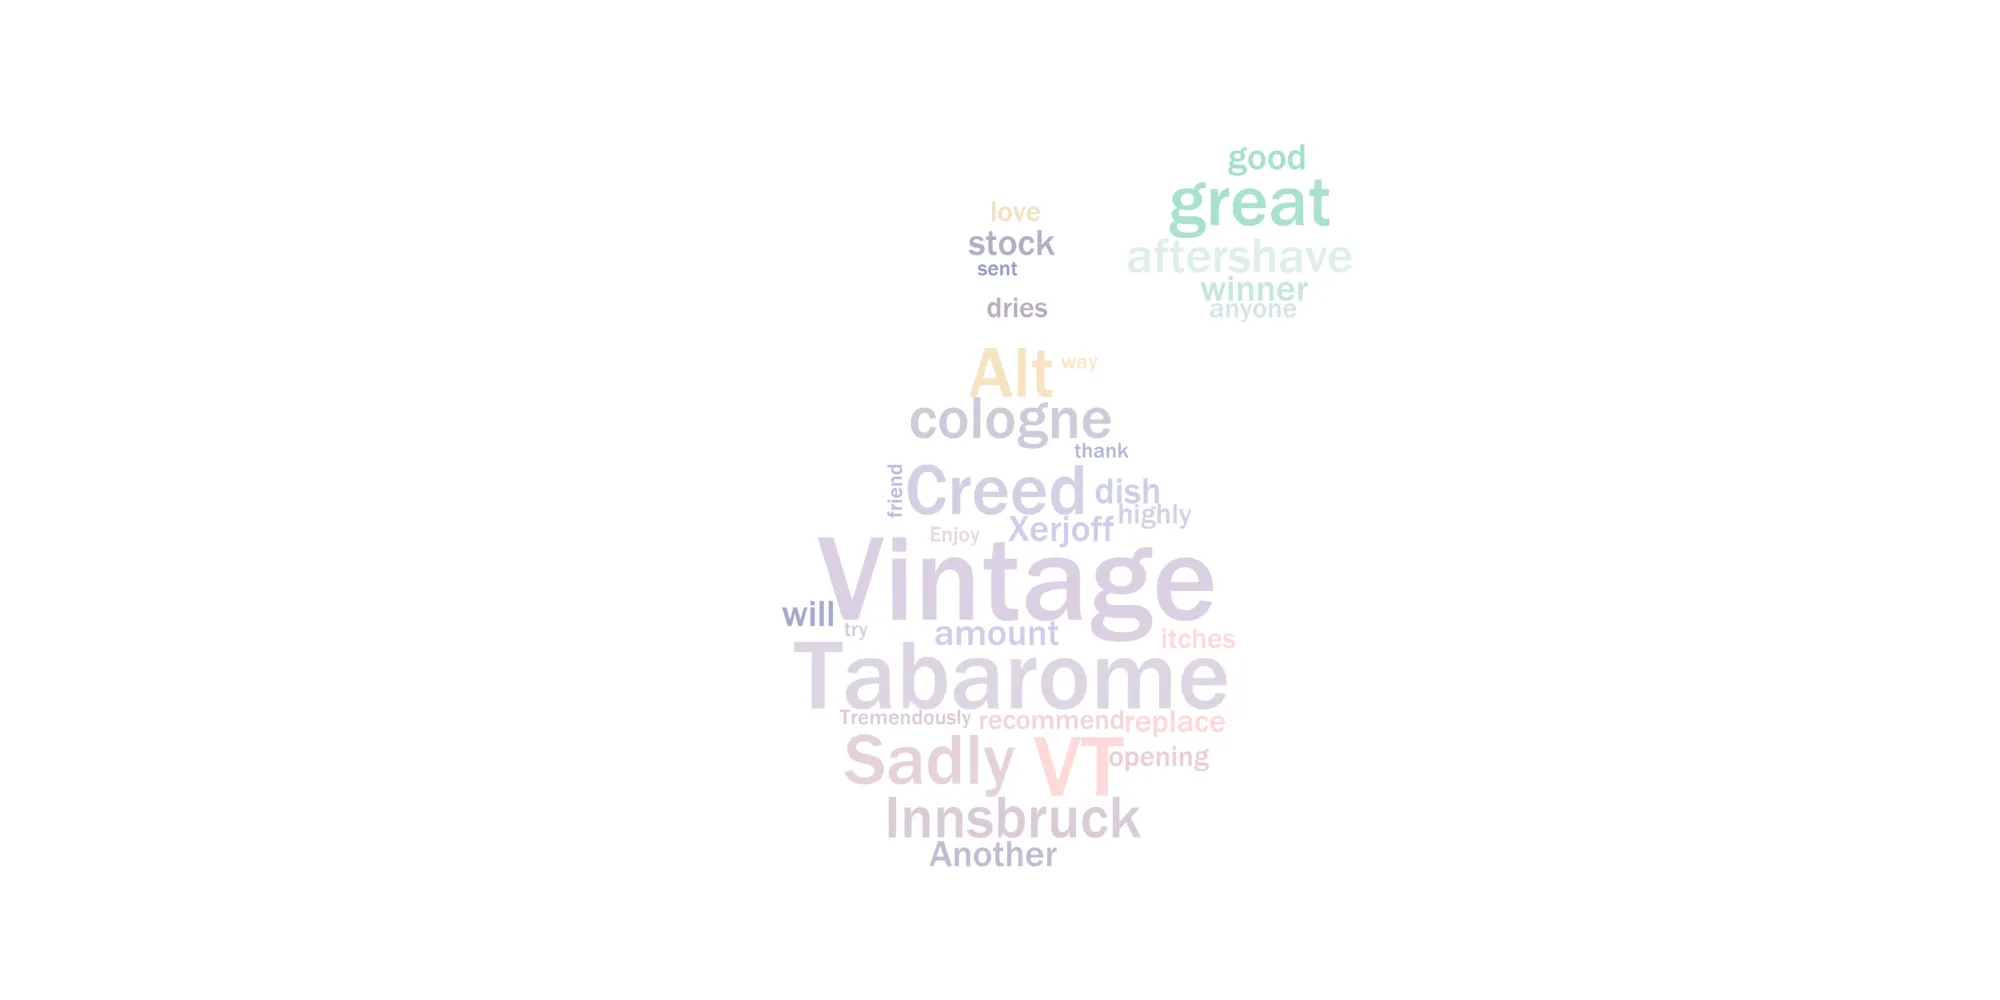 good
great
aftershave
winner
anyone
love
stock
sent
dries
Alt way
cologne
thank
friend
Creed dish
highly
Xerjoff
Enjoy
Vintage
will
try
amount
itches
Tabarome
Tremendously recommend replace
Sadly VT opening
Innsbruck
Another